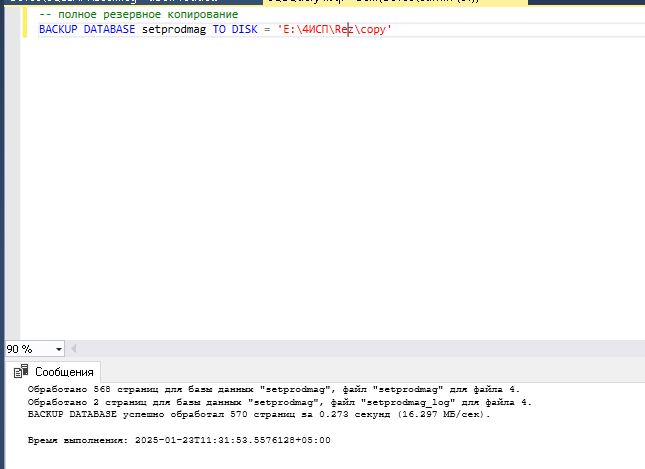 -- полное резервное копирование
BACKUP DATABASE setprodmag TO DISK = 'E:\4ИСП\Rez\copy'
90 %
Сообщения
Обработано 568 страниц для базы данных "setprodmag", файл "setprodmag" для файла 4.
Обработано 2 страниц для базы данных "setprodmag", файл "setprodmag_log" для файла 4.
BACKUP DATABASE успешно обработал 570 страниц за 0.273 секунд (16.297 МБ/сек).
Время выполнения: 2025-01-23T11:31:53.5576128+05:00